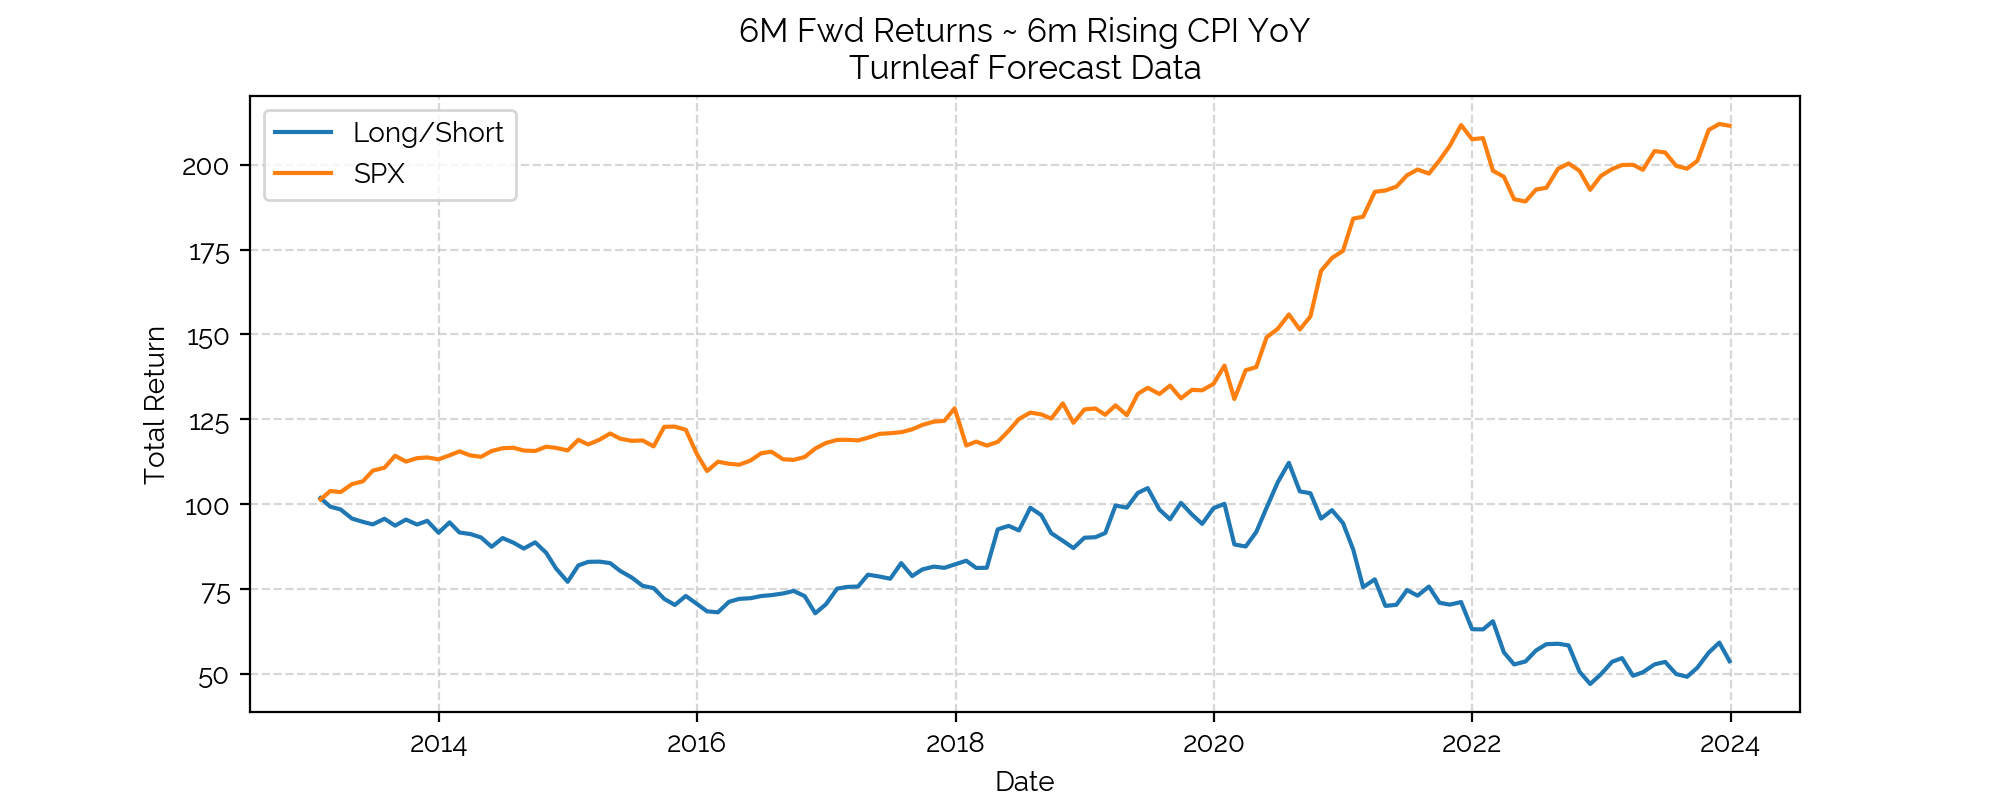 6M Fwd Returns ~ 6m Rising CPI YoY
Turnleaf Forecast Data
Long/Short
SPX
200
175
150
125
100
75
50
Total Return
2014
2016
2018
2020
2022
2024
Date